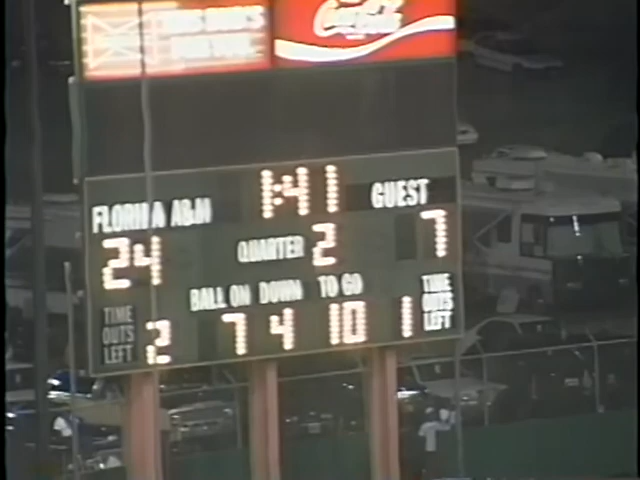 Coca-Cola
1:41
FLORIDA A&M GUEST
24 QUARTER 2 7
BALL ON DOWN TO GO
TIME OUTS LEFT 2 7 4 10 1 TIME OUTS LEFT